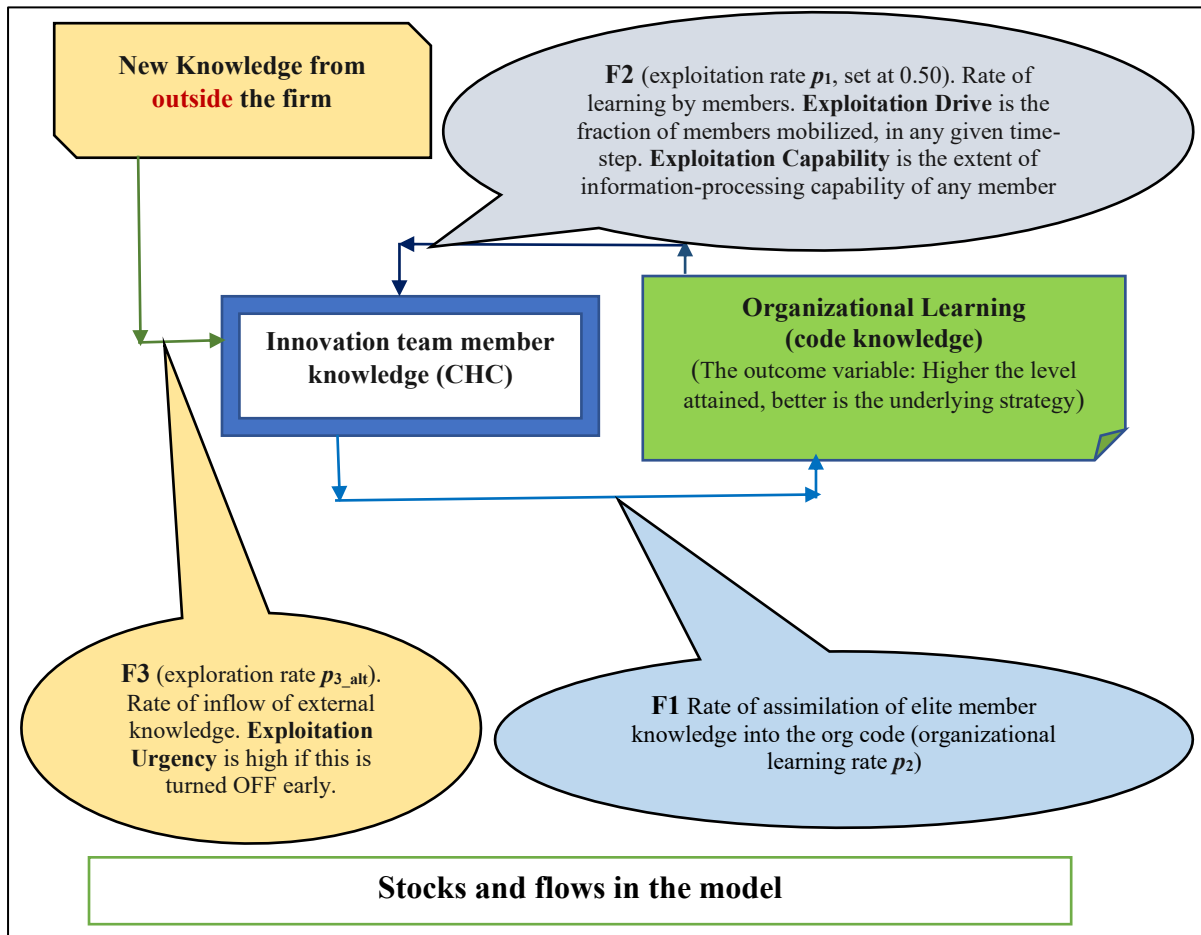 New Knowledge from
outside the firm
F2 (exploitation rate p1, set at 0.50). Rate of
learning by members. Exploitation Drive is the
fraction of members mobilized, in any given time-
step. Exploitation Capability is the extent of
information-processing capability of any member
Innovation team member
knowledge (CHC)
Organizational Learning
(code knowledge)
(The outcome variable: Higher the level
attained, better is the underlying strategy)
F3 (exploration rate p3_alt).
Rate of inflow of external
knowledge. Exploitation
Urgency is high if this is
turned OFF early.
F1 Rate of assimilation of elite member
knowledge into the org code (organizational
learning rate p2)
Stocks and flows in the model